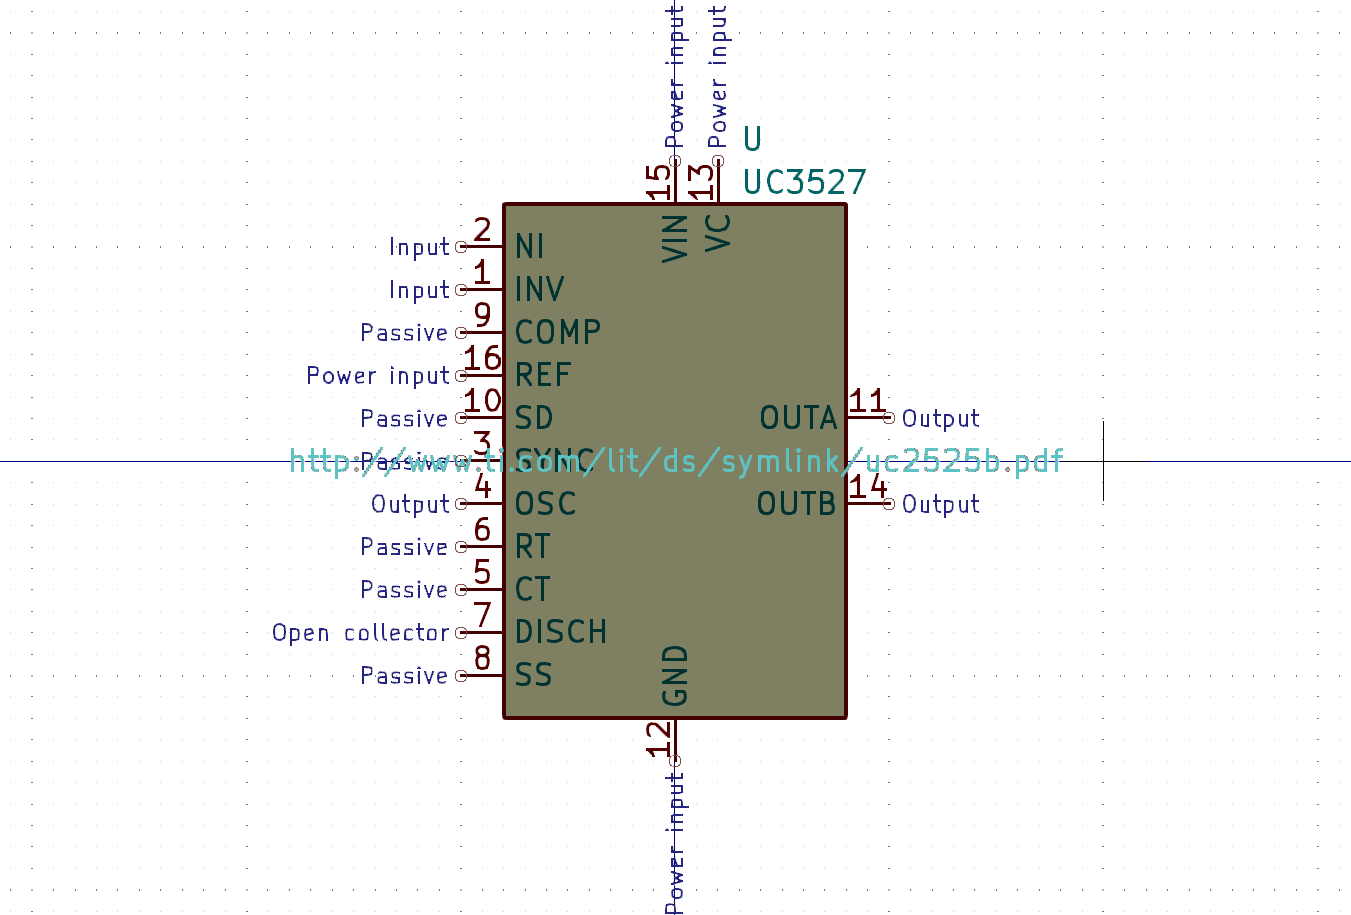 Power input
Power input
U
UC3527
15
13
VIN
VC
Input
2
NI
Input
1
INV
Passive
9
COMP
Power input
16
REF
Passive
10
SD
OUTA
11
Output
Passive
3
SYNC
http://www.ti.com/lit/ds/symlink/uc2525b.pdf
Output
4
OSC
OUTB
14
Output
Passive
6
RT
Passive
5
CT
Open collector
7
DISCH
Passive
8
SS
GND
12
Power input